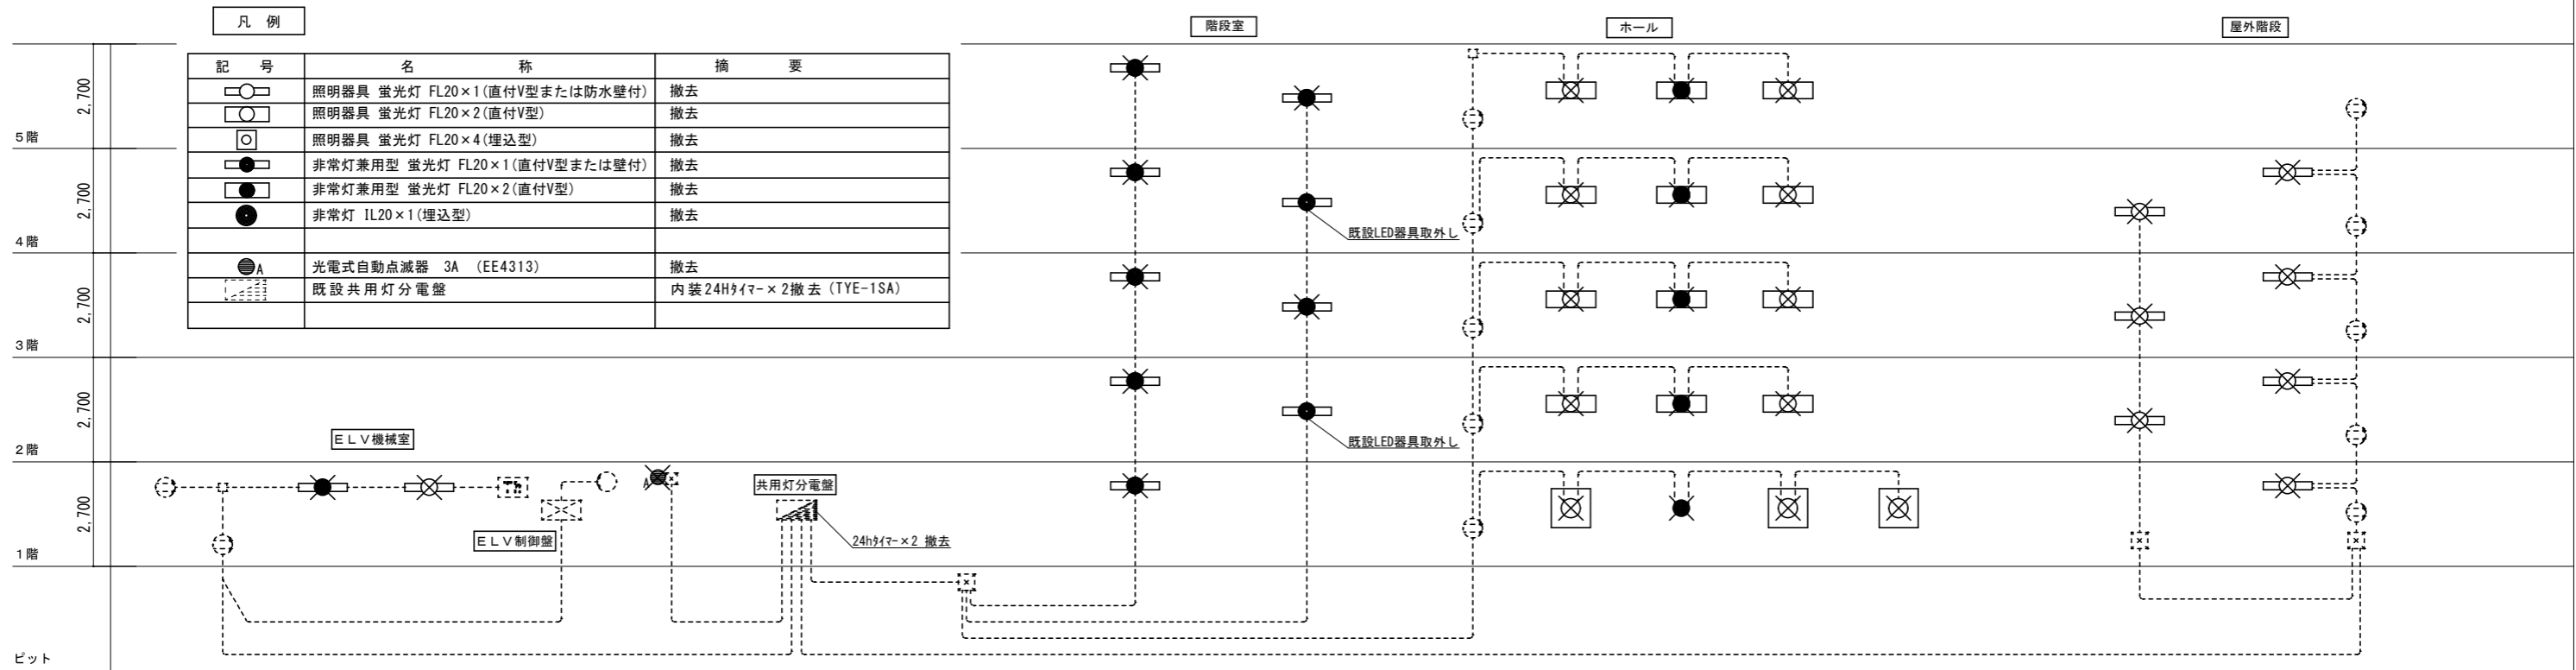 凡 例
階段室
ホール
屋外階段
記 号 名 称 摘 要
照明器具 蛍光灯 FL20×1(直付V型または防水壁付) 撤去
照明器具 蛍光灯 FL20×2(直付V型) 撤去
照明器具 蛍光灯 FL20×4(埋込型) 撤去
非常灯兼用型 蛍光灯 FL20×1(直付V型または壁付) 撤去
非常灯兼用型 蛍光灯 FL20×2(直付V型) 撤去
非常灯 IL20×1(埋込型) 撤去
A 光電式自動点滅器 3A (EE4313) 撤去
既設共用灯分電盤 内装24Hタイマー×2撤去(TYE-1SA)
2,700
5階
2,700
4階
既設LED器具取外し
2,700
3階
2,700
2階
既設LED器具取外し
ELV機械室
2,700
1階
A
共用灯分電盤
ELV制御盤
24hタイマー×2 撤去
ピット